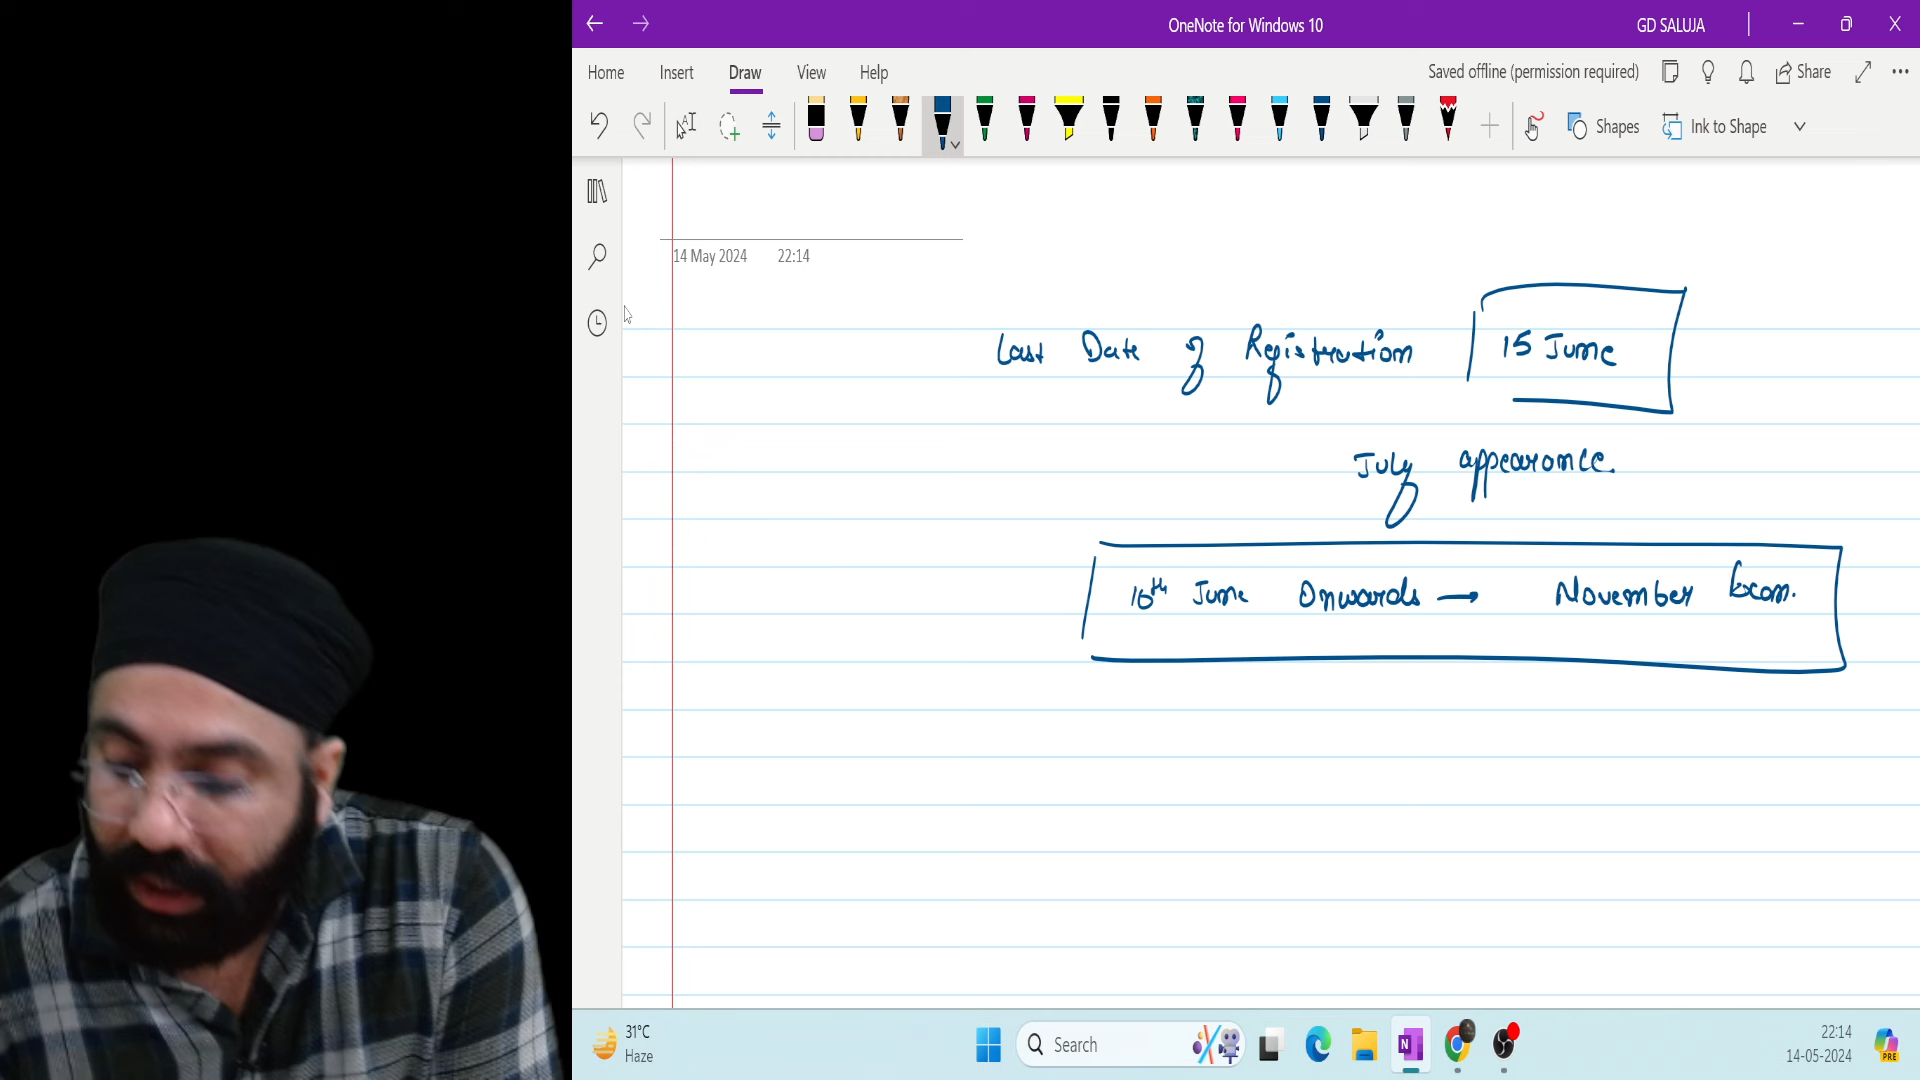 OneNote for Windows 10
GD SALUJA
Home Insert Draw View Help
Saved offline (permission required)
Share
Shapes
Ink to Shape
14 May 2024 22:14
Last Date of Registration 15 June
July appearance.
16th June Onwards → November Exam.
31°C
Haze
Search
22:14
14-05-2024
PRE